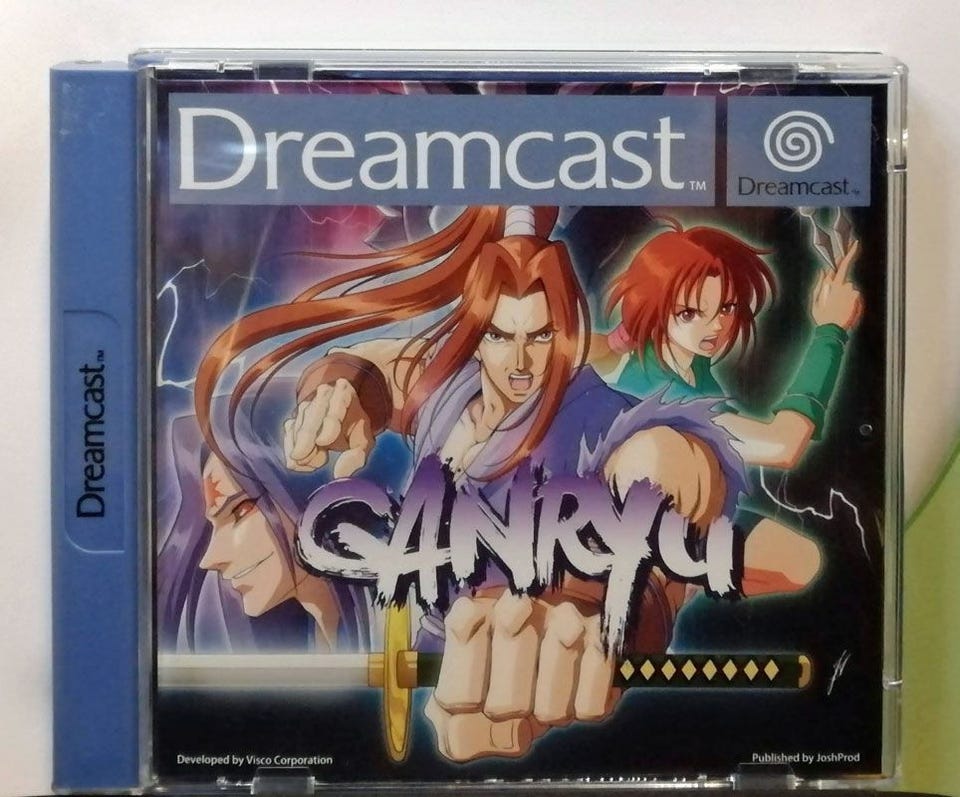 Dreamcast™
Dreamcast™
Dreamcast™
GANRYU
Developed by Visco Corporation
Published by JoshProd